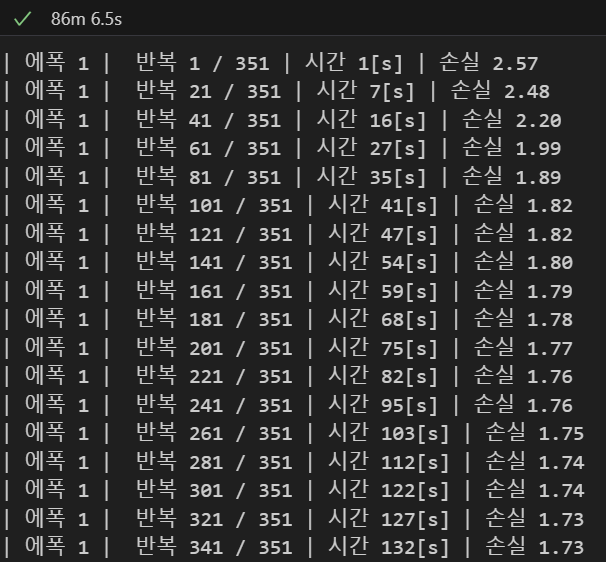 86m 6.5s
| 에폭 1 |  반복 1 / 351 | 시간 1[s] | 손실 2.57
| 에폭 1 |  반복 21 / 351 | 시간 7[s] | 손실 2.48
| 에폭 1 |  반복 41 / 351 | 시간 16[s] | 손실 2.20
| 에폭 1 |  반복 61 / 351 | 시간 27[s] | 손실 1.99
| 에폭 1 |  반복 81 / 351 | 시간 35[s] | 손실 1.89
| 에폭 1 |  반복 101 / 351 | 시간 41[s] | 손실 1.82
| 에폭 1 |  반복 121 / 351 | 시간 47[s] | 손실 1.82
| 에폭 1 |  반복 141 / 351 | 시간 54[s] | 손실 1.80
| 에폭 1 |  반복 161 / 351 | 시간 59[s] | 손실 1.79
| 에폭 1 |  반복 181 / 351 | 시간 68[s] | 손실 1.78
| 에폭 1 |  반복 201 / 351 | 시간 75[s] | 손실 1.77
| 에폭 1 |  반복 221 / 351 | 시간 82[s] | 손실 1.76
| 에폭 1 |  반복 241 / 351 | 시간 95[s] | 손실 1.76
| 에폭 1 |  반복 261 / 351 | 시간 103[s] | 손실 1.75
| 에폭 1 |  반복 281 / 351 | 시간 112[s] | 손실 1.74
| 에폭 1 |  반복 301 / 351 | 시간 122[s] | 손실 1.74
| 에폭 1 |  반복 321 / 351 | 시간 127[s] | 손실 1.73
| 에폭 1 |  반복 341 / 351 | 시간 132[s] | 손실 1.73